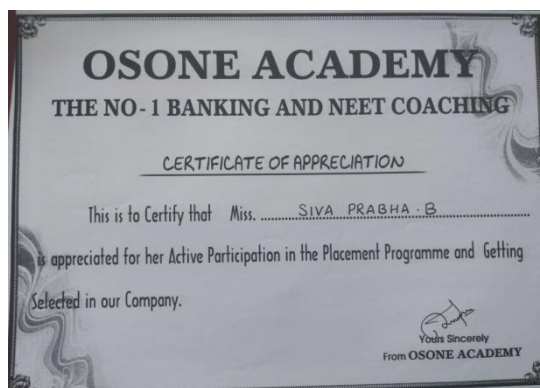 OSONE ACADEMY
THE NO-1 BANKING AND NEET COACHING
CERTIFICATE OF APPRECIATION
This is to Certify that Miss. SIVA PRABHA.B
is appreciated for her Active Participation in the Placement Programme and Getting
Selected in our Company.
Yours Sincerely
From OSONE ACADEMY